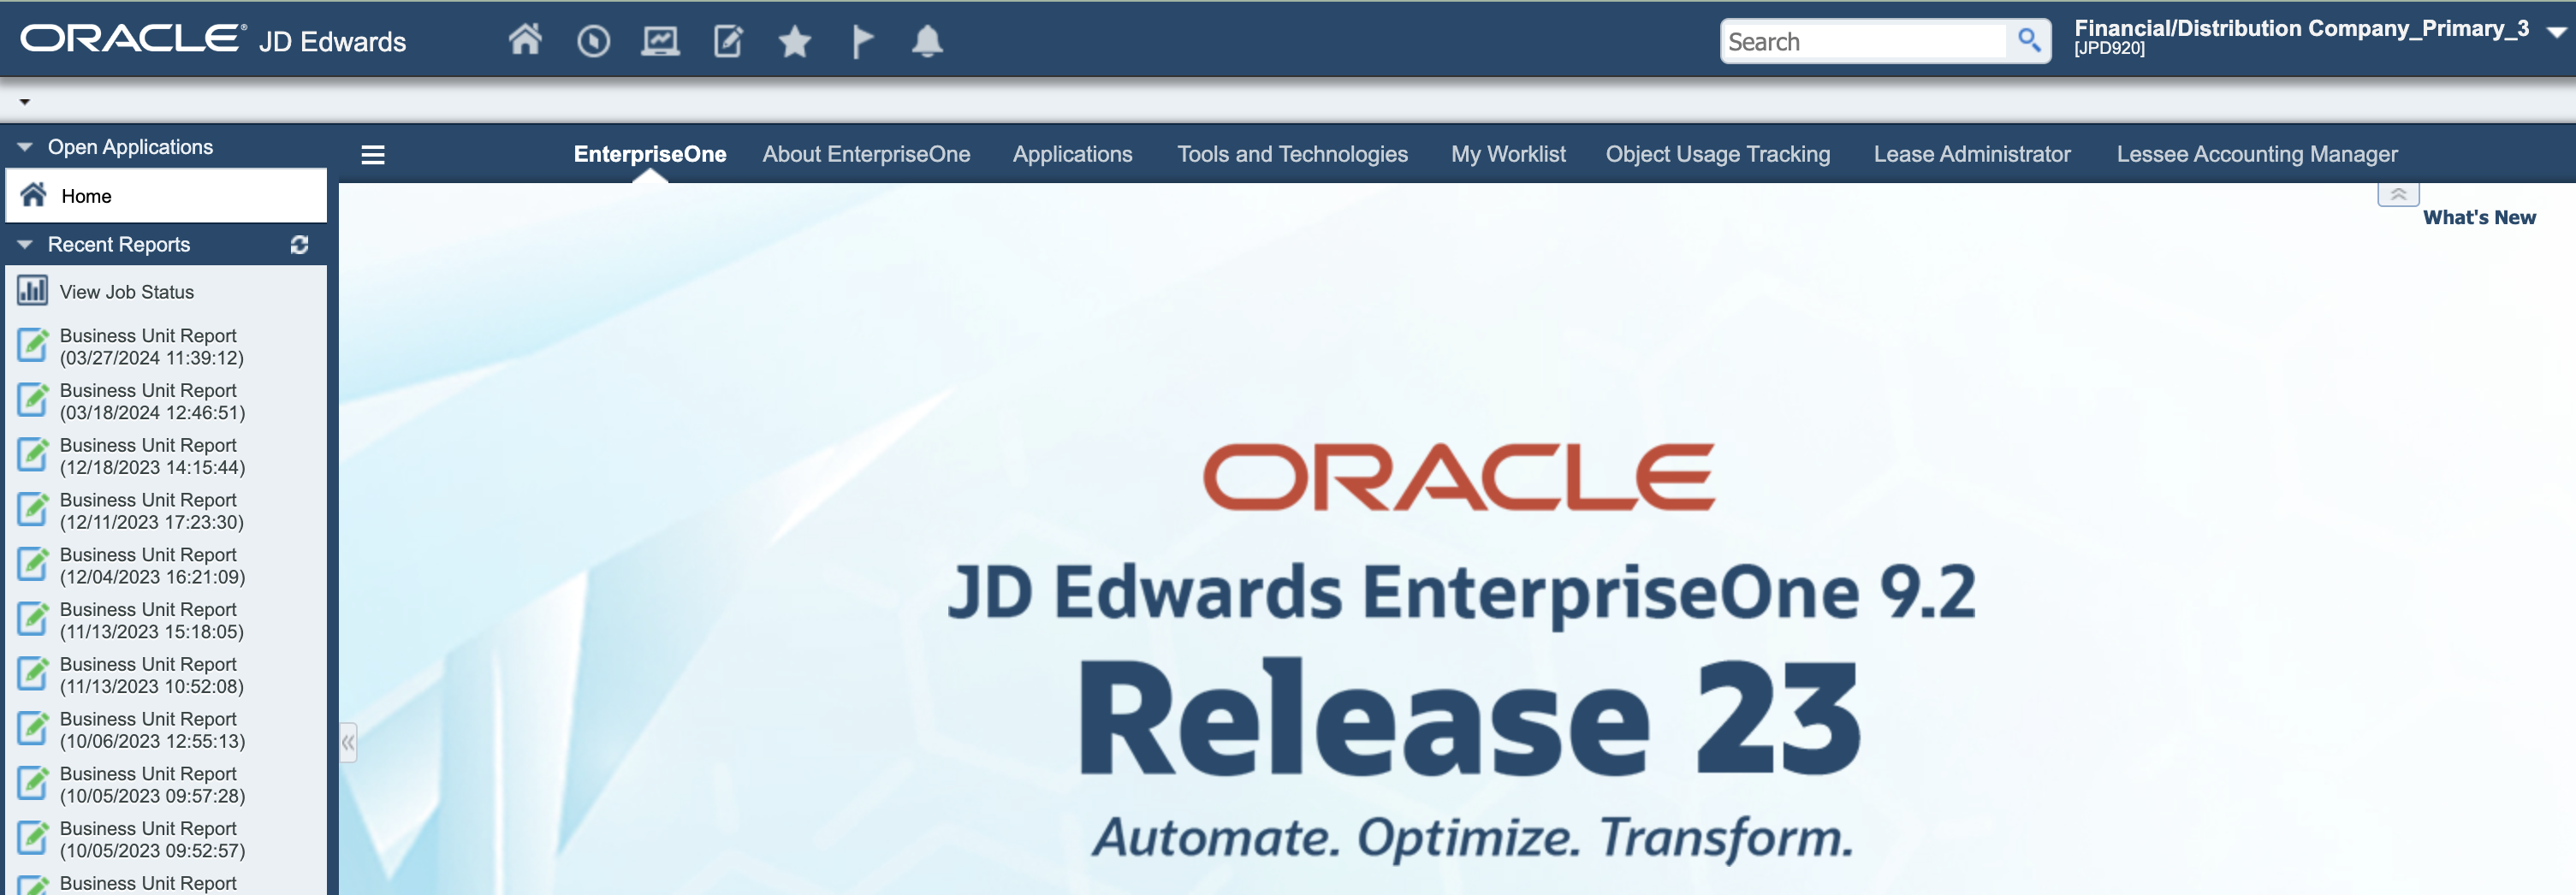 ORACLE® JD Edwards
Search
Financial/Distribution Company_Primary_3
[JPD920]
Open Applications
Home
Recent Reports
View Job Status
Business Unit Report
(03/27/2024 11:39:12)
Business Unit Report
(03/18/2024 12:46:51)
Business Unit Report
(12/18/2023 14:15:44)
Business Unit Report
(12/11/2023 17:23:30)
Business Unit Report
(12/04/2023 16:21:09)
Business Unit Report
(11/13/2023 15:18:05)
Business Unit Report
(11/13/2023 10:52:08)
Business Unit Report
(10/06/2023 12:55:13)
Business Unit Report
(10/05/2023 09:57:28)
Business Unit Report
(10/05/2023 09:52:57)
Business Unit Report
EnterpriseOne About EnterpriseOne Applications Tools and Technologies My Worklist Object Usage Tracking Lease Administrator Lessee Accounting Manager
What's New
ORACLE
JD Edwards EnterpriseOne 9.2
Release 23
Automate. Optimize. Transform.